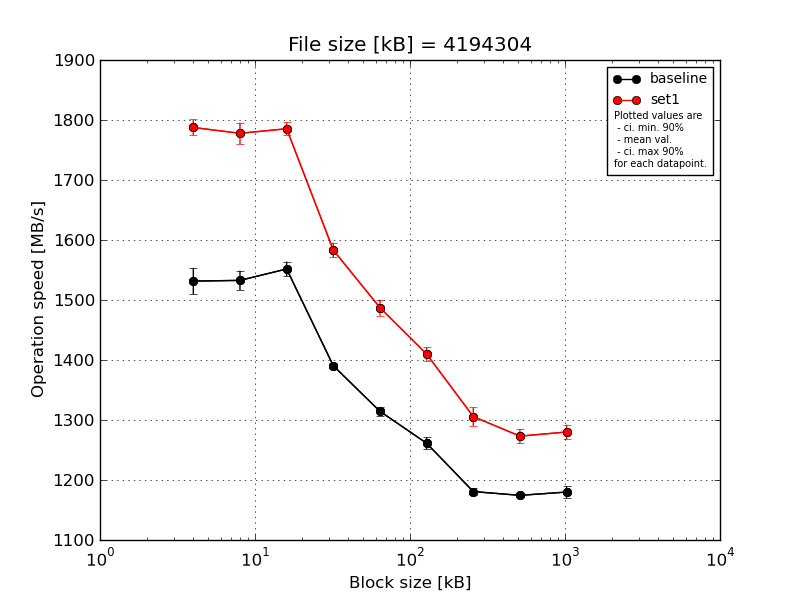 File size [kB] = 4194304
1900
1800
1700
1600
1500
1400
1300
1200
1100
Operation speed [MB/s]
baseline
set1
Plotted values are
- ci. min. 90%
- mean val.
- ci. max 90%
for each datapoint.
10⁰ 10¹ 10² 10³ 10⁴
Block size [kB]